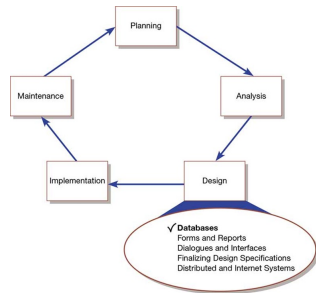 Planning
Maintenance
Analysis
Implementation
Design
✓ Databases
Forms and Reports
Dialogues and Interfaces
Finalizing Design Specifications
Distributed and Internet Systems